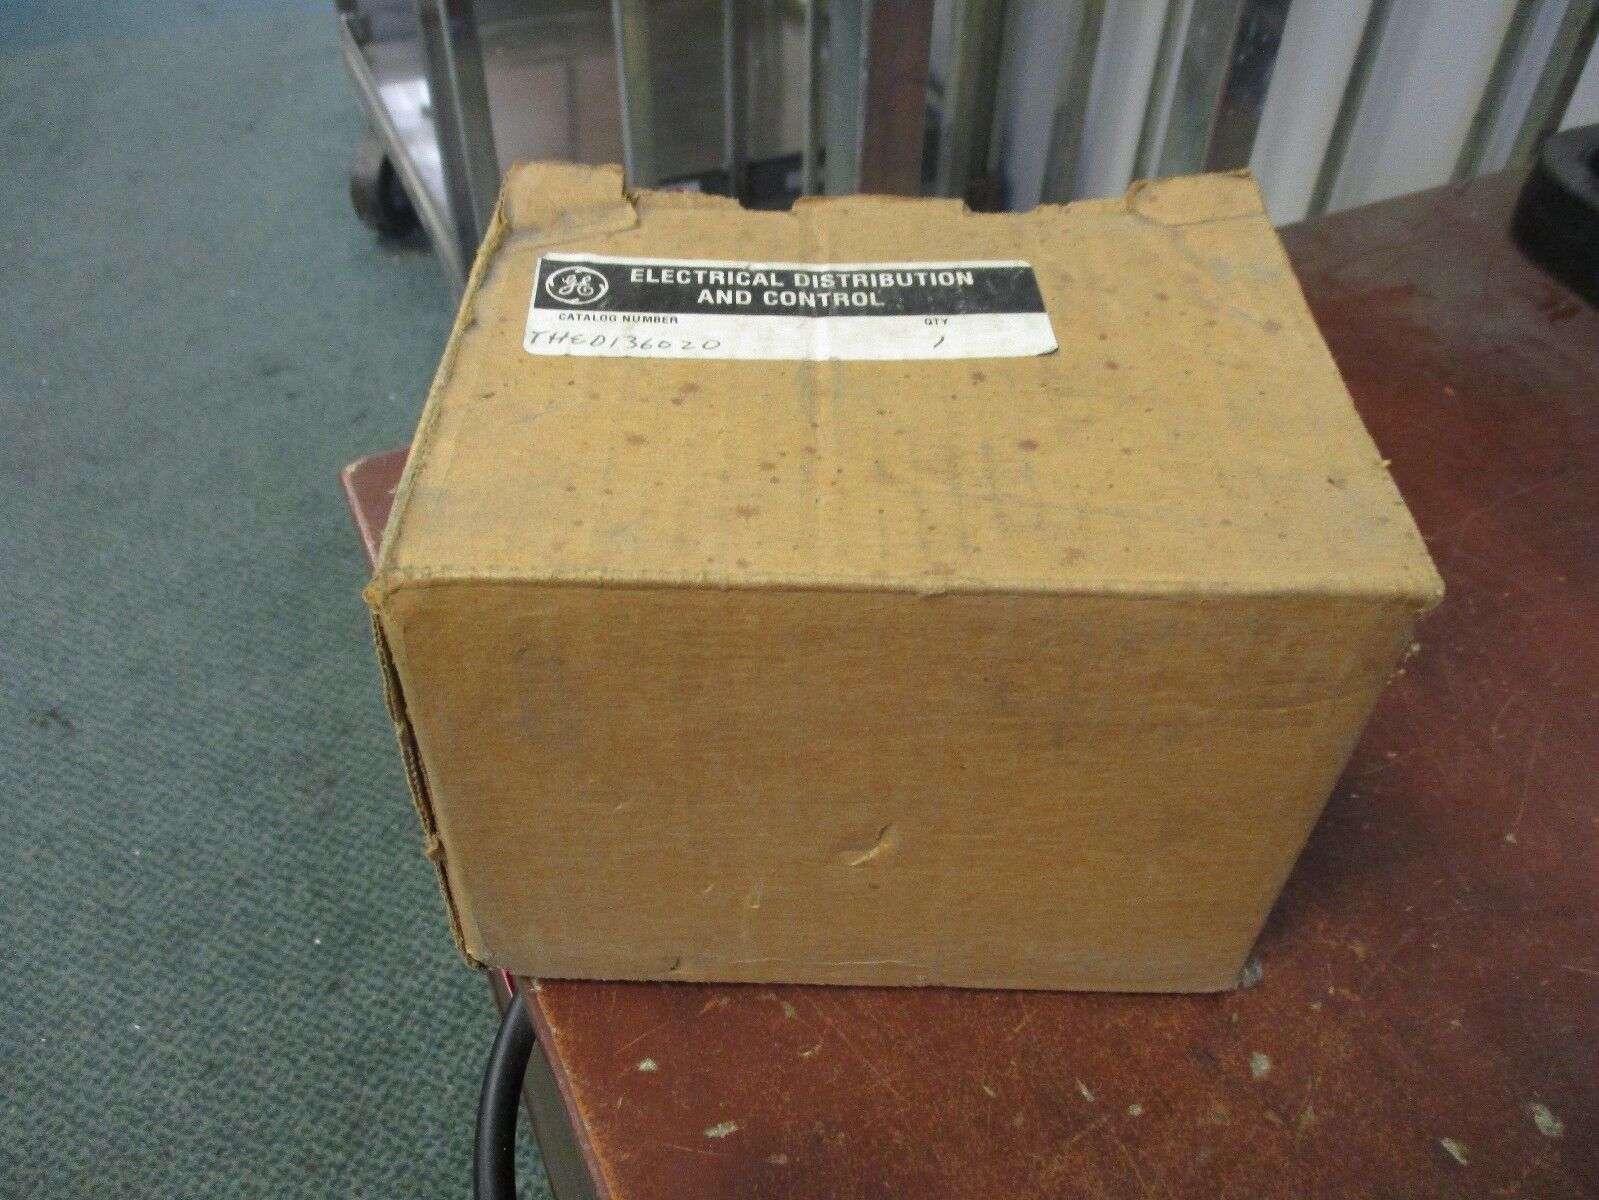 GE ELECTRICAL DISTRIBUTION
AND CONTROL
CATALOG NUMBER QTY
THED136020 1